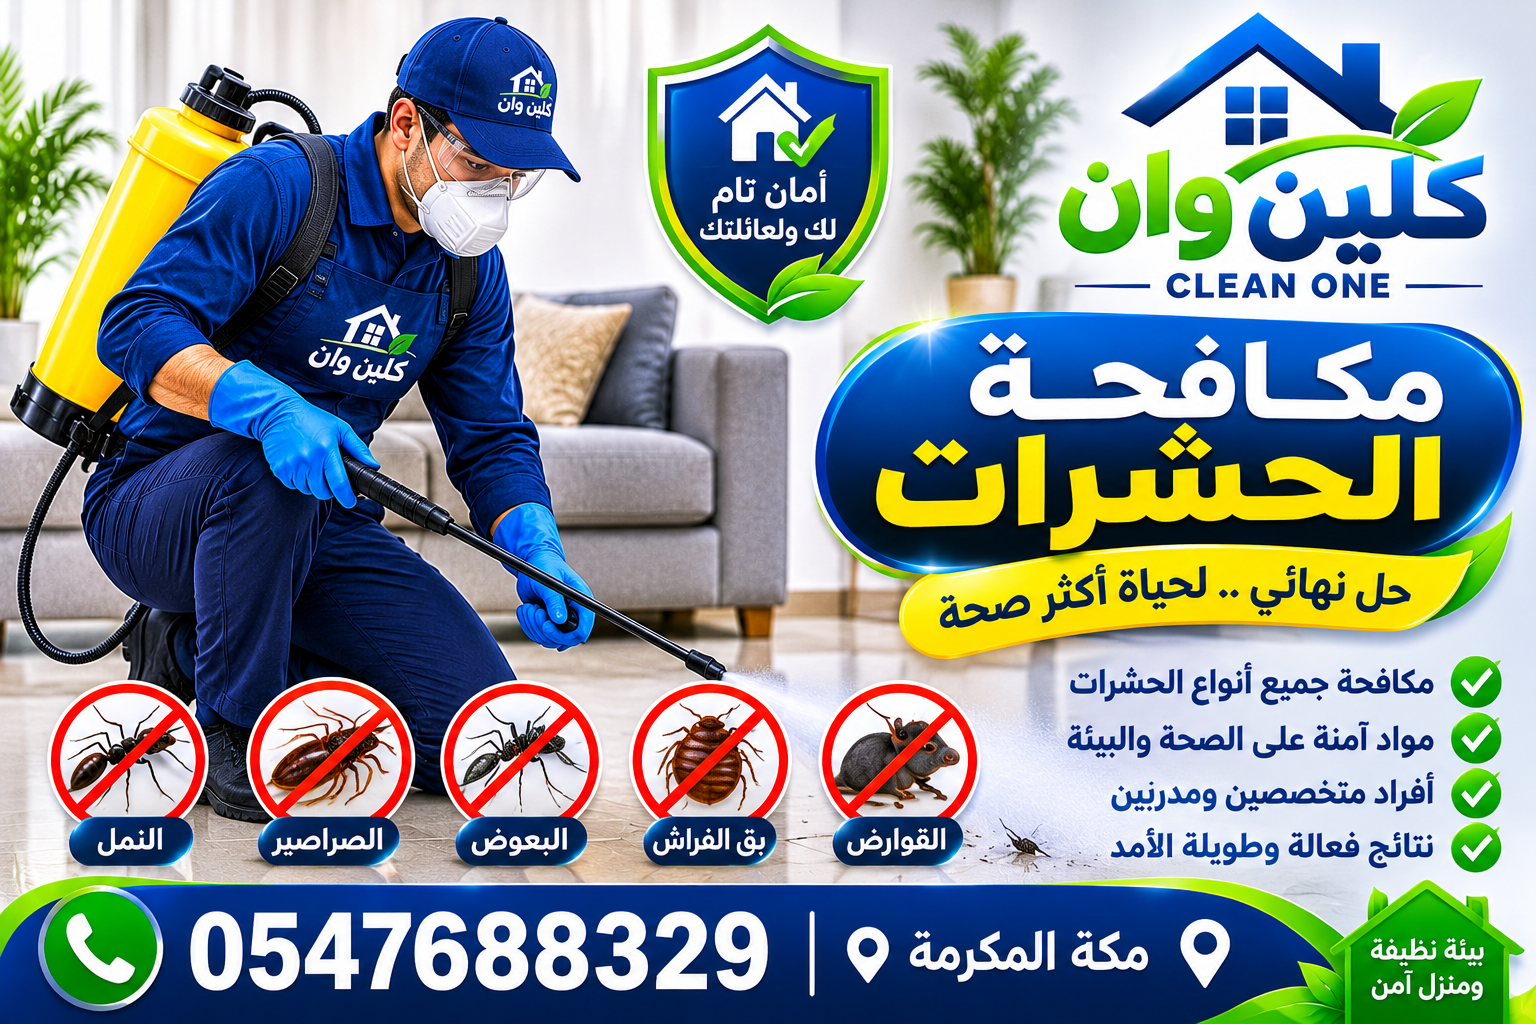 كلين وان
CLEAN ONE
كلين وان
كلين وان
أمان تام
لك ولعائلتك
مكافحة
الحشرات
حل نهائي .. لحياة أكثر صحة
مكافحة جميع أنواع الحشرات
مواد آمنة على الصحة والبيئة
أفراد متخصصين ومدربين
نتائج فعالة وطويلة الأمد
القوارض
بق الفراش
البعوض
الصراصير
النمل
0547688329
مكة المكرمة
بيئة نظيفة
ومنزل آمن